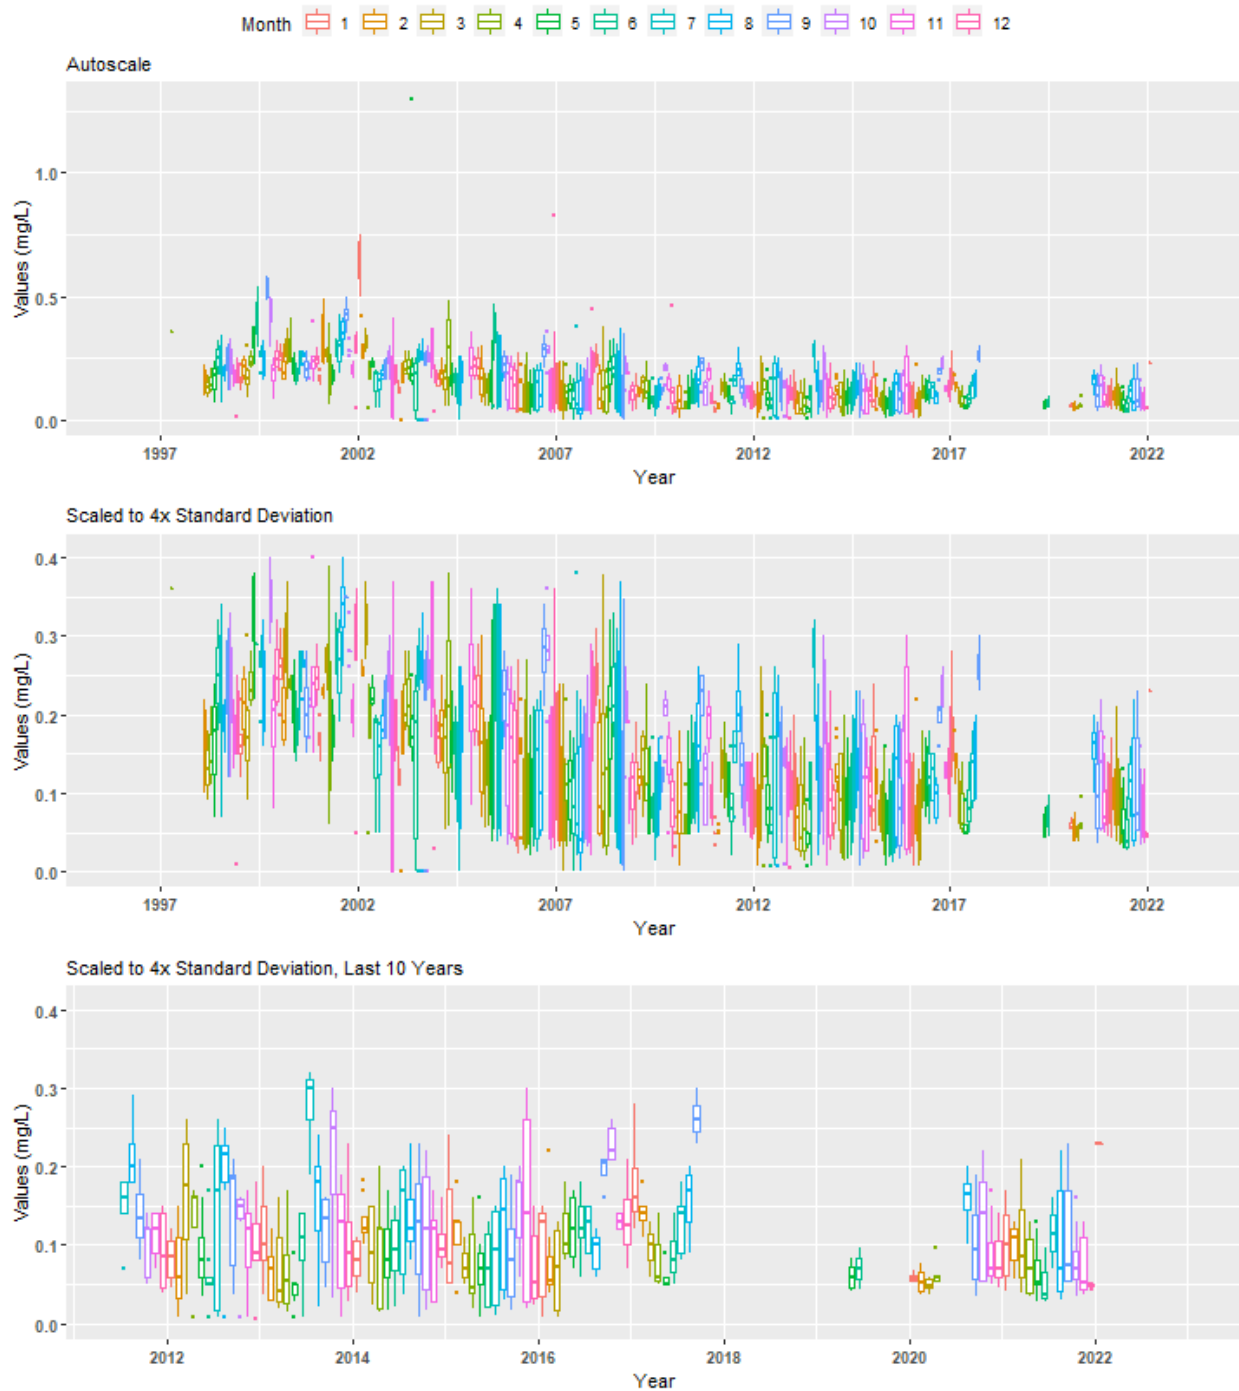 Month 1 2 3 4 5 6 7 8 9 10 11 12
Autoscale
Values (mg/L)
1.0
0.5
0.0
1997 2002 2007 2012 2017 2022
Year
Scaled to 4x Standard Deviation
Values (mg/L)
0.4
0.3
0.2
0.1
0.0
1997 2002 2007 2012 2017 2022
Year
Scaled to 4x Standard Deviation, Last 10 Years
Values (mg/L)
0.4
0.3
0.2
0.1
0.0
2012 2014 2016 2018 2020 2022
Year